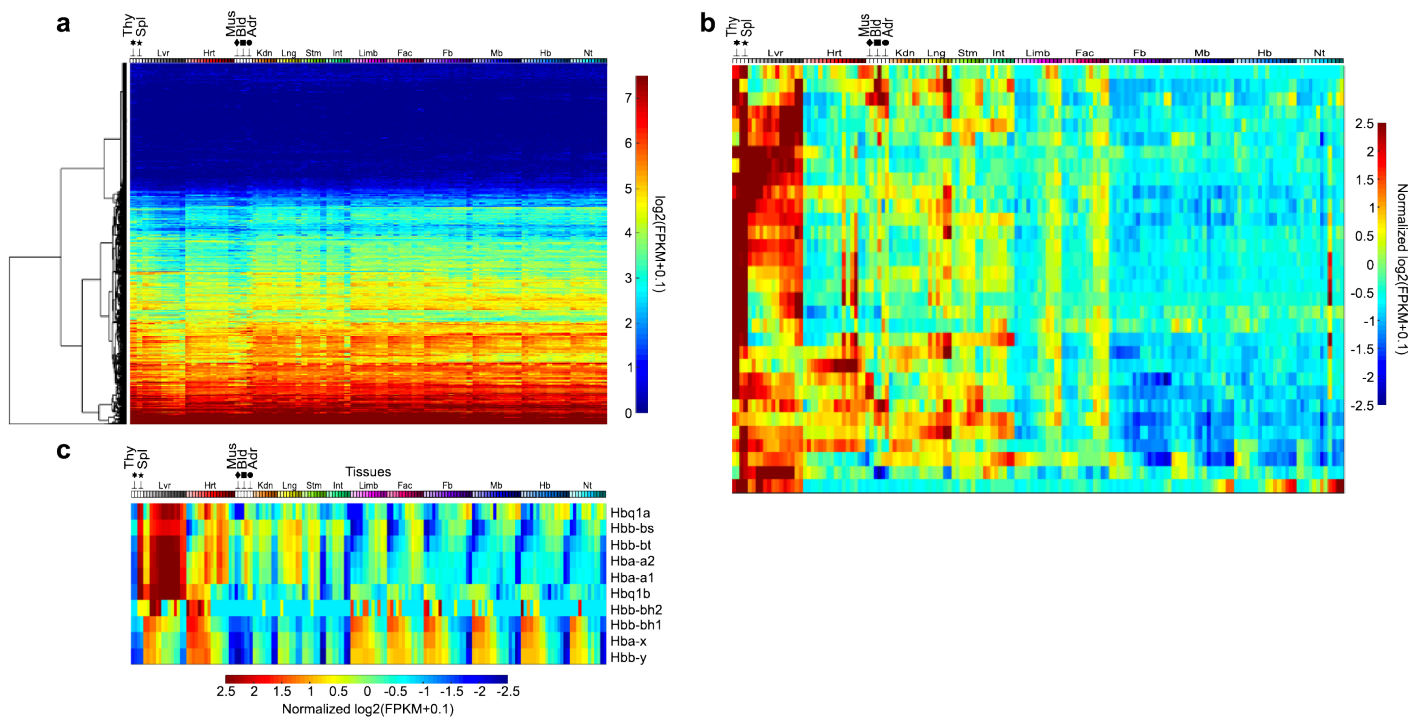 a
Thy
Spl
Mus
Bld
Adr
Lvr Hrt Kdn Lng Stm Int Limb Fac Fb Mb Hb Nt
7
6
5
4
3
2
1
0
log2(FPKM+0.1)
b
Thy
Spl
Mus
Bld
Adr
Lvr Hrt Kdn Lng Stm Int Limb Fac Fb Mb Hb Nt
2.5
2
1.5
1
0.5
0
-0.5
-1
-1.5
-2
-2.5
Normalized log2(FPKM+0.1)
c
Thy
Spl
Mus
Bld
Adr
Tissues
Lvr Hrt Kdn Lng Stm Int Limb Fac Fb Mb Hb Nt
Hbq1a
Hbb-bs
Hbb-bt
Hba-a2
Hba-a1
Hbq1b
Hbb-bh2
Hbb-bh1
Hba-x
Hbb-y
2.5 2 1.5 1 0.5 0 -0.5 -1 -1.5 -2 -2.5
Normalized log2(FPKM+0.1)